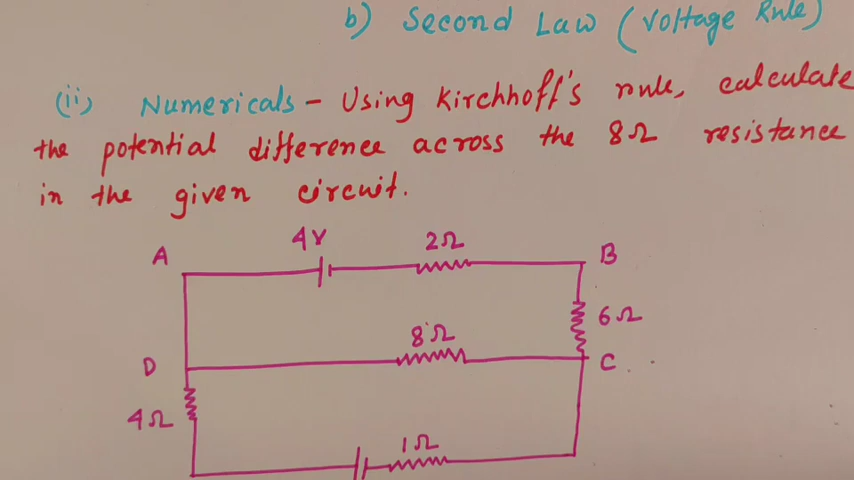 b) Second Law (Voltage Rule)
(ii) Numericals - Using Kirchhoff's rule, calculate
the potential difference across the 8Ω resistance
in the given circuit.
4V 2Ω
A B
6Ω
8Ω
D C
4Ω
1Ω